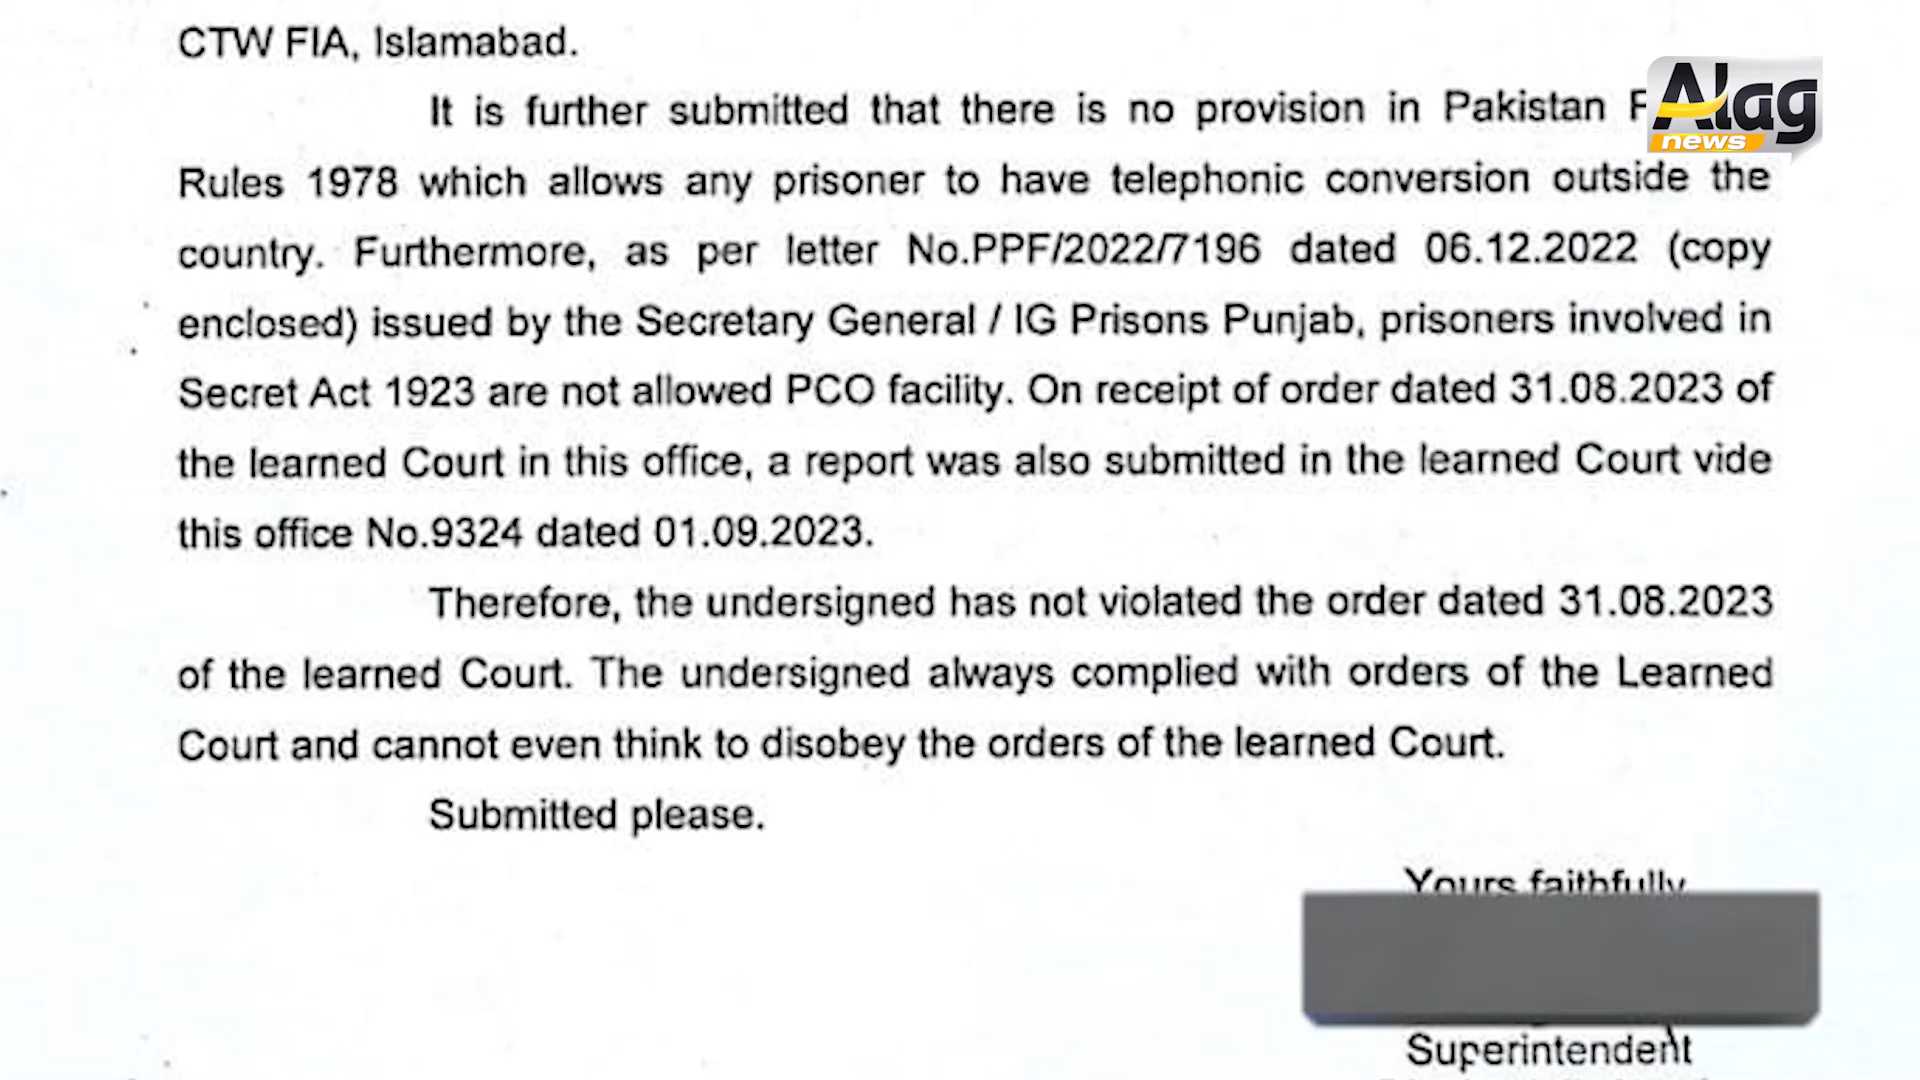 CTW FIA, Islamabad.
Alag
news
It is further submitted that there is no provision in Pakistan
Rules 1978 which allows any prisoner to have telephonic conversion outside the
country. Furthermore, as per letter No.PPF/2022/7196 dated 06.12.2022 (copy
enclosed) issued by the Secretary General / IG Prisons Punjab, prisoners involved in
Secret Act 1923 are not allowed PCO facility. On receipt of order dated 31.08.2023 of
the learned Court in this office, a report was also submitted in the learned Court vide
this office No.9324 dated 01.09.2023.
Therefore, the undersigned has not violated the order dated 31.08.2023
of the learned Court. The undersigned always complied with orders of the Learned
Court and cannot even think to disobey the orders of the learned Court.
Submitted please.
Yours faithfully
Superintendent